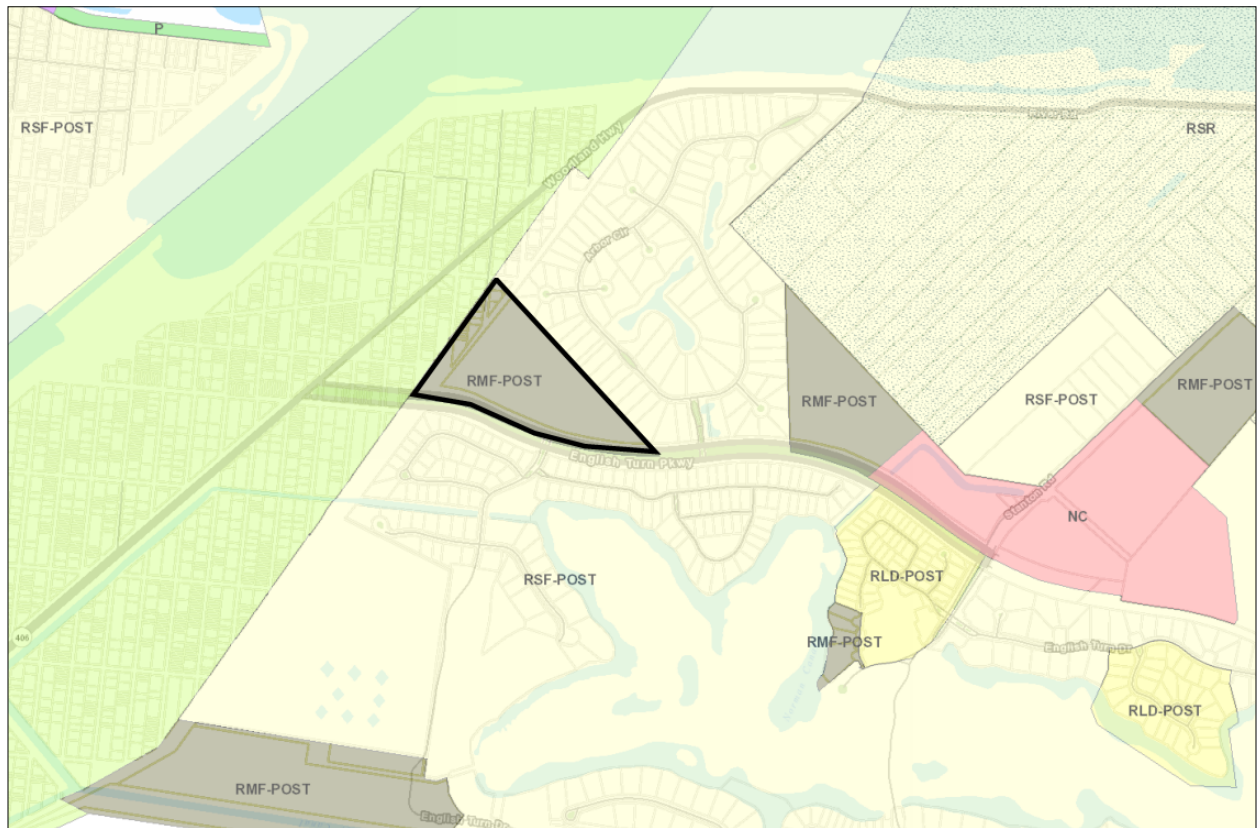 P
RSF-POST
RSR
River Rd
Woodland Hwy
Arbor Cir
RMF-POST
RMF-POST
RMF-POST
RSF-POST
English Turn Pkwy
Stanton Rd
NC
RSF-POST
RLD-POST
RMF-POST
English Turn Dr
RLD-POST
406
RMF-POST
English Turn Dr